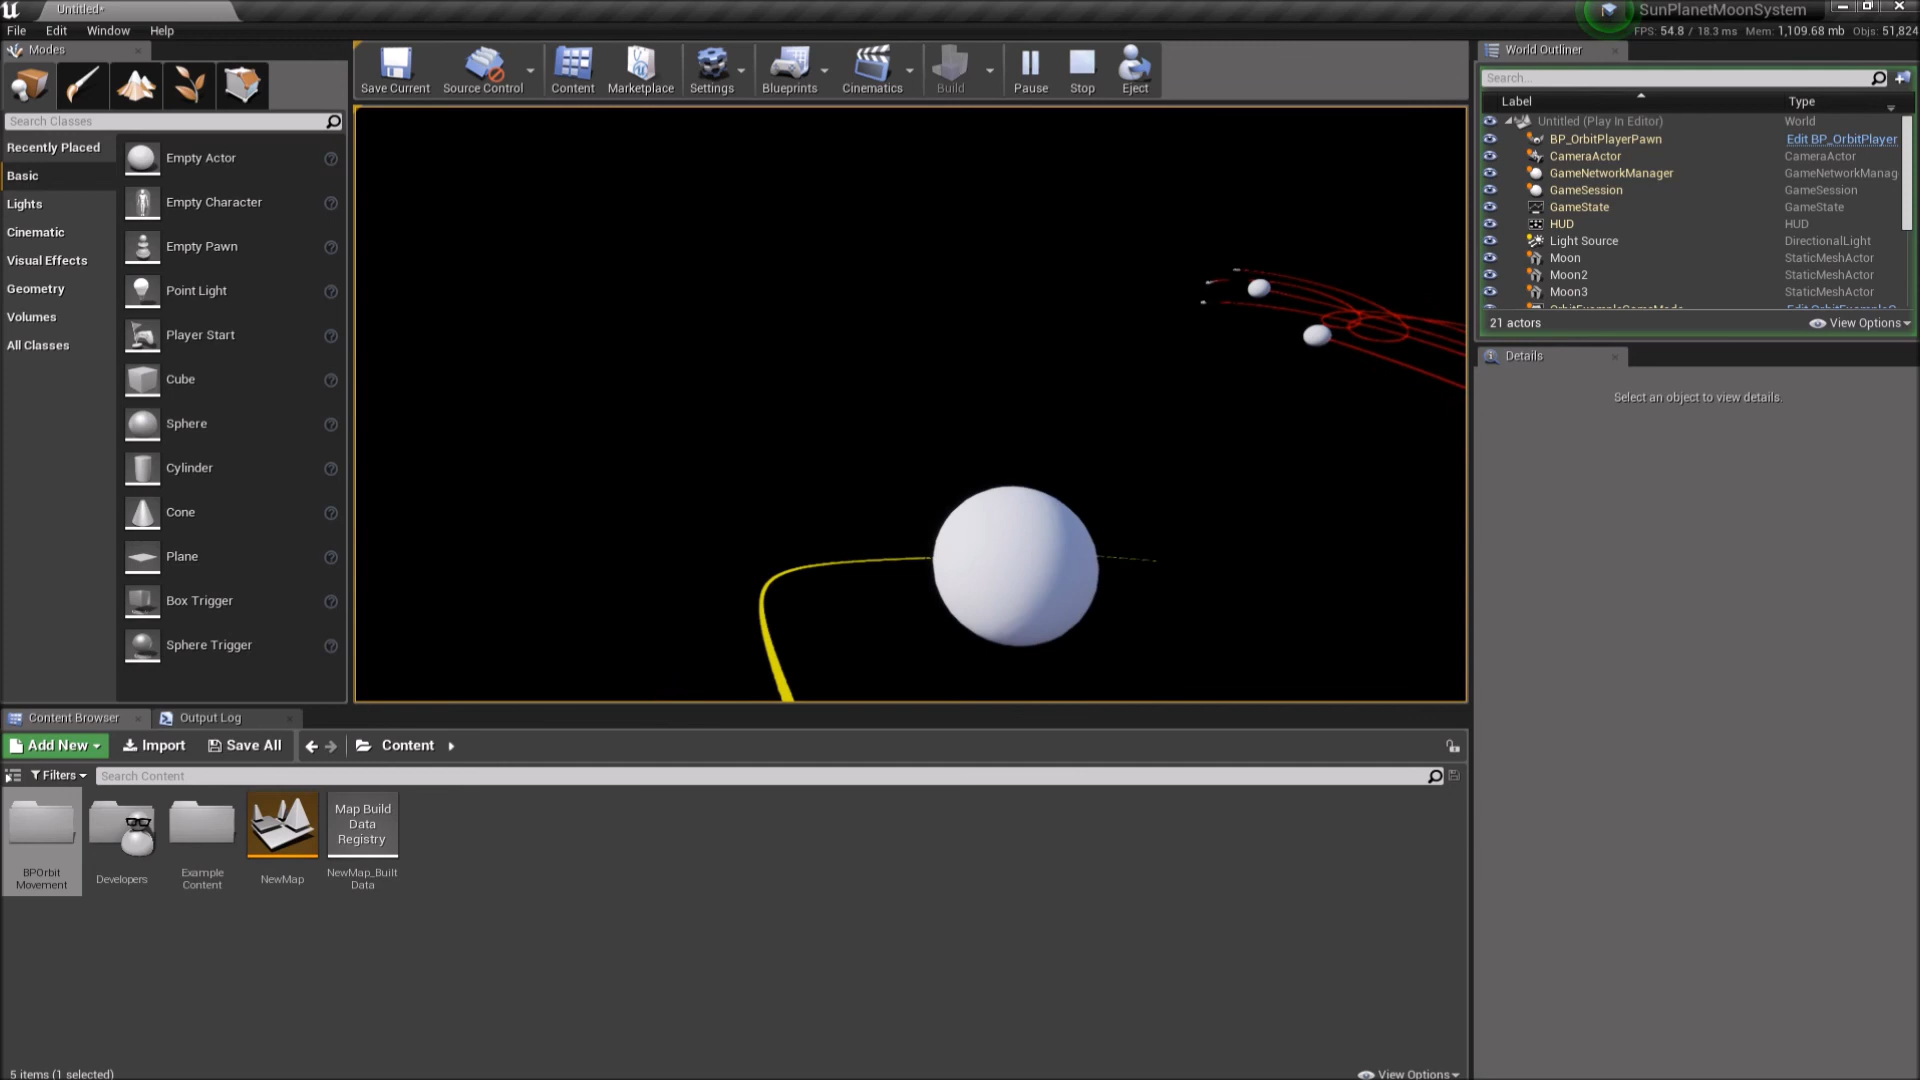 Untitled*
SunPlanetMoonSystem
File Edit Window Help
FPS: 54.8 / 18.3 ms Mem: 1,109.68 mb Objs: 51,824
Modes
Save Current
Source Control
Content
Marketplace
Settings
Blueprints
Cinematics
Build
Pause
Stop
Eject
World Outliner
Search...
Label Type
Untitled (Play In Editor) World
BP_OrbitPlayerPawn Edit BP_OrbitPlayer
CameraActor CameraActor
GameNetworkManager GameNetworkManag
GameSession GameSession
GameState GameState
HUD HUD
Light Source DirectionalLight
Moon StaticMeshActor
Moon2 StaticMeshActor
Moon3 StaticMeshActor
21 actors View Options
Details
Select an object to view details.
Search Classes
Recently Placed
Basic
Lights
Cinematic
Visual Effects
Geometry
Volumes
All Classes
Empty Actor
Empty Character
Empty Pawn
Point Light
Player Start
Cube
Sphere
Cylinder
Cone
Plane
Box Trigger
Sphere Trigger
Content Browser
Output Log
Add New Import Save All Content
Filters Search Content
BPOrbit
Movement
Developers
Example
Content
NewMap
Map Build
Data
Registry
NewMap_Built
Data
5 items (1 selected)
View Options